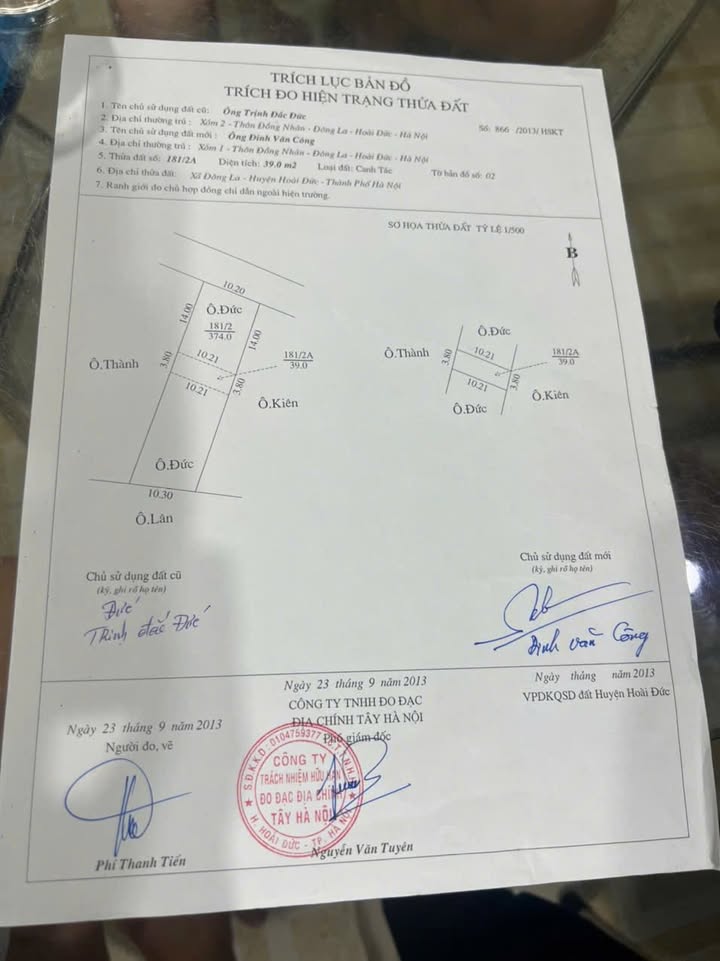 TRÍCH LỤC BẢN ĐỒ
TRÍCH ĐO HIỆN TRẠNG THỬA ĐẤT
Số: 866 /2013/ HSKT
1. Tên chủ sử dụng đất cũ: Ông Trịnh Đắc Đức
2. Địa chỉ thường trú : Xóm 2 - Thôn Đồng Nhân - Đông La - Hoài Đức - Hà Nội
3. Tên chủ sử dụng đất mới : Ông Đinh Văn Công
4. Địa chỉ thường trú : Xóm 1 - Thôn Đồng Nhân - Đông La - Hoài Đức - Hà Nội
5. Thửa đất số: 181/2A Diện tích: 39.0 m2 Loại đất: Canh Tác Tờ bản đồ số: 02
6. Địa chỉ thửa đất: Xã Đông La - Huyện Hoài Đức - Thành Phố Hà Nội
7. Ranh giới do chủ hợp đồng chỉ dẫn ngoài hiện trường.
SƠ HỌA THỬA ĐẤT TỶ LỆ 1/500
B
10.20
14.00
Ô.Đức
181/2
374.0
14.00
Ô.Thành
3.80
10.21
181/2A
39.0
10.21
3.80
Ô.Kiên
Ô.Đức
10.30
Ô.Lân
Ô.Đức
Ô.Thành
3.80
10.21
181/2A
39.0
10.21
3.80
Ô.Kiên
Ô.Đức
Chủ sử dụng đất cũ
(ký, ghi rõ họ tên)
Đức
Trịnh đắc Đức
Chủ sử dụng đất mới
(ký, ghi rõ họ tên)
Đinh văn Công
Ngày 23 tháng 9 năm 2013
Người đo, vẽ
Phí Thanh Tiến
Ngày 23 tháng 9 năm 2013
CÔNG TY TNHH ĐO ĐẠC
ĐỊA CHÍNH TÂY HÀ NỘI
Phó giám đốc
S.Đ.K.K.D: 0104759377 - C.T.T.N.H.H
CÔNG TY
TRÁCH NHIỆM HỮU HẠN
ĐO ĐẠC ĐỊA CHÍNH
TÂY HÀ NỘI
H. HOÀI ĐỨC - TP. HÀ NỘI
Nguyễn Văn Tuyên
Ngày tháng năm 2013
VPDKQSD đất Huyện Hoài Đức